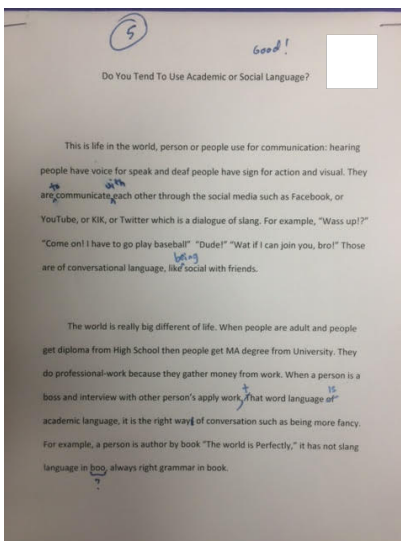 5
Good!
Do You Tend To Use Academic or Social Language?
This is life in the world, person or people use for communication: hearing
people have voice for speak and deaf people have sign for action and visual. They
to with
are communicate each other through the social media such as Facebook, or
YouTube, or KIK, or Twitter which is a dialogue of slang. For example, "Wass up!?"
"Come on! I have to go play baseball" "Dude!" "Wat if I can join you, bro!" Those
being
are of conversational language, like social with friends.
The world is really big different of life. When people are adult and people
get diploma from High School then people get MA degree from University. They
do professional-work because they gather money from work. When a person is a
t is
boss and interview with other person's apply work, That word language of
academic language, it is the right ways of conversation such as being more fancy.
For example, a person is author by book "The world is Perfectly," it has not slang
language in boo, always right grammar in book.
?